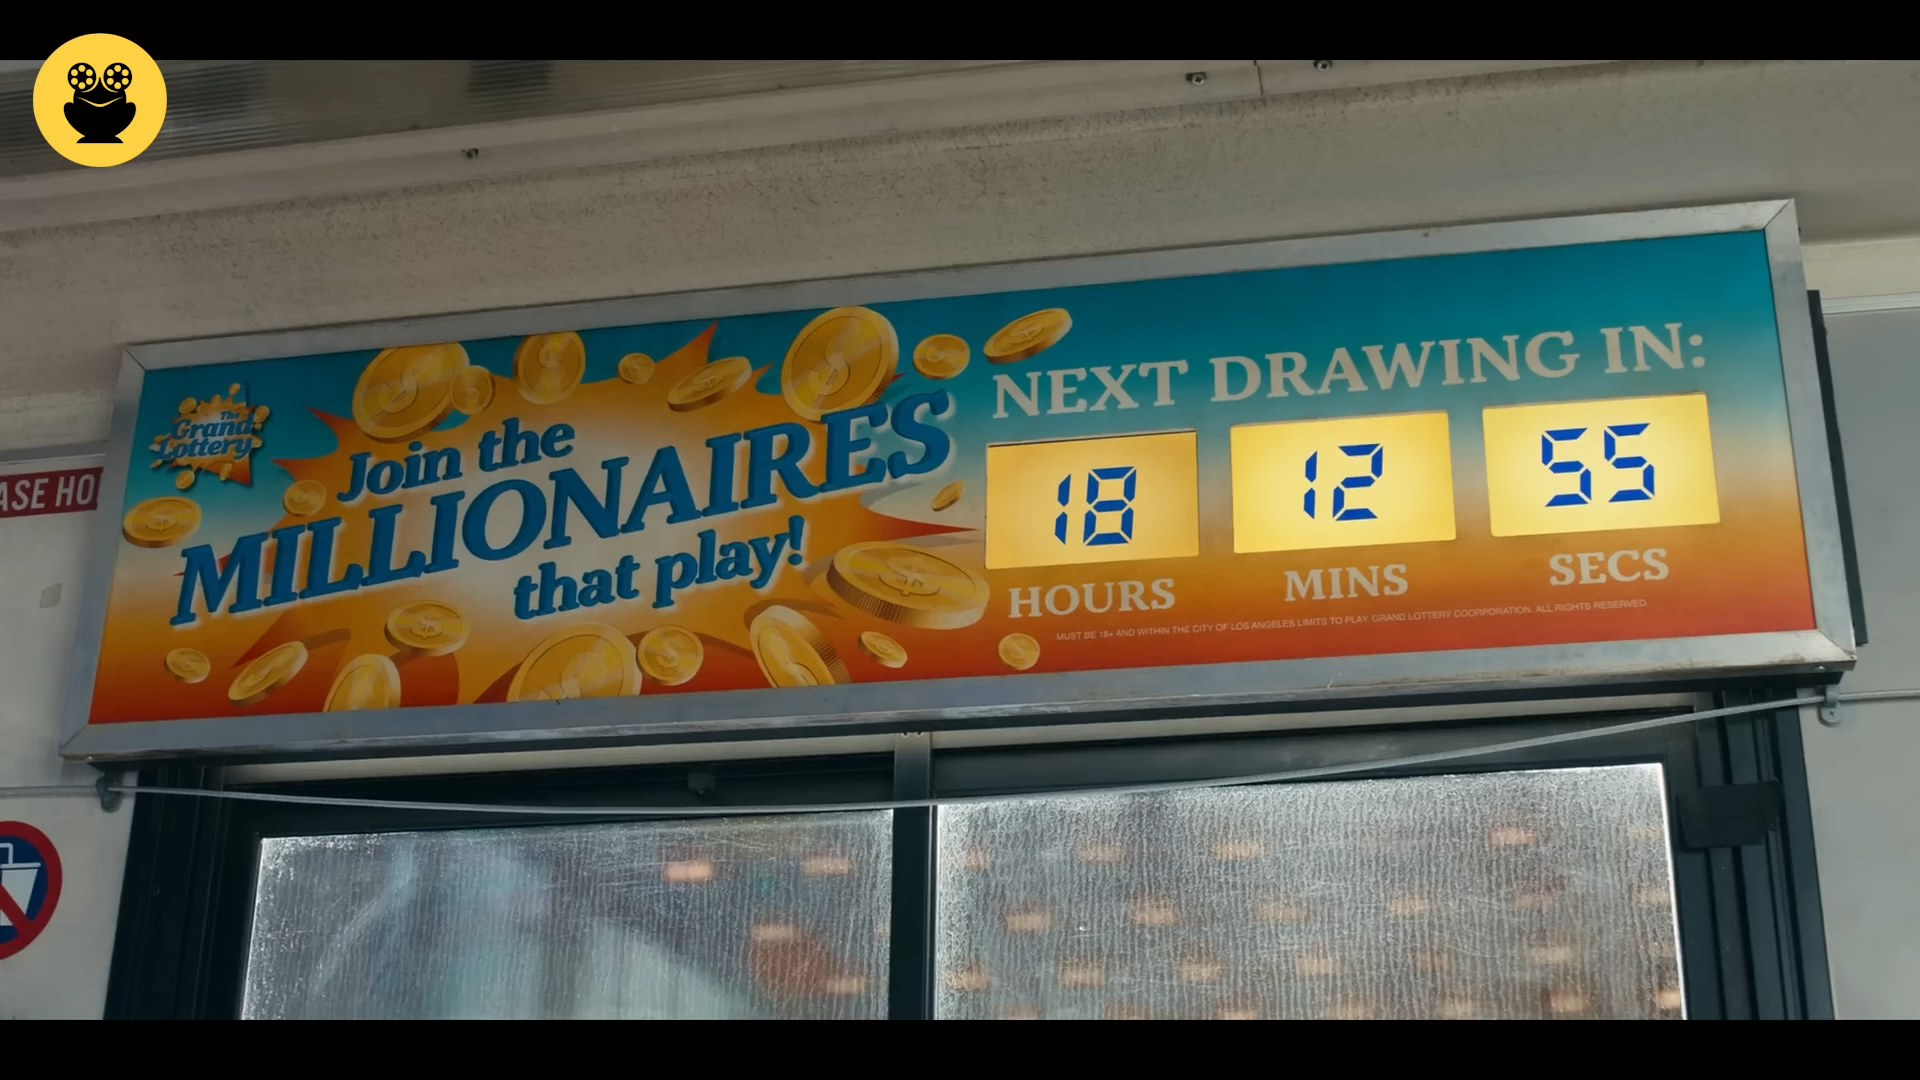 The
Grand
Lottery
Join the
MILLIONAIRES
that play!
NEXT DRAWING IN:
18 12 55
HOURS MINS SECS
MUST BE 18+ AND WITHIN THE CITY OF LOS ANGELES LIMITS TO PLAY. GRAND LOTTERY COORPORATION. ALL RIGHTS RESERVED.
ASE HO